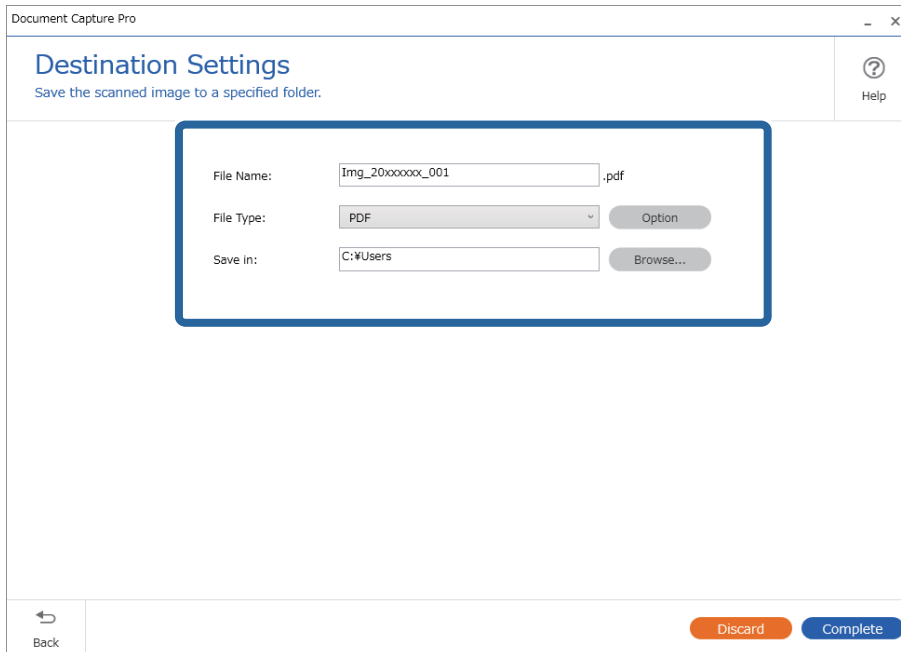 Document Capture Pro
Destination Settings
Save the scanned image to a specified folder.
Help
File Name: Img_20xxxxxx_001 .pdf
File Type: PDF Option
Save in: C:¥Users Browse...
Back
Discard Complete